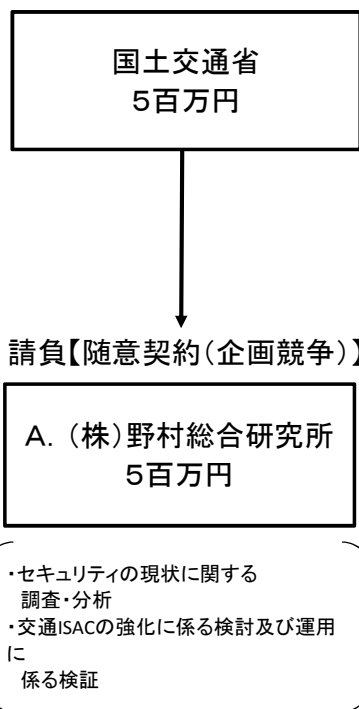 国土交通省
5百万円
請負【随意契約(企画競争)】
A.(株)野村総合研究所
5百万円
・セキュリティの現状に関する
調査・分析
・交通ISACの強化に係る検討及び運用
に
係る検証